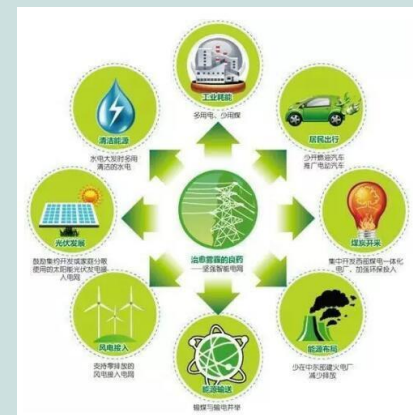 工业耗能
多用电、少用煤
清洁能源
水电大发时多用
清洁的水电
居民出行
少开燃油汽车
推广电动汽车
光伏发展
鼓励集约开发或家庭分散
使用的太阳能光伏发电接
入电网
治愈雾霾的良药
——坚强智能电网
煤炭开采
集中开发西部煤电一体化
电厂、加强环保投入
风电接入
支持零排放的
风电接入电网
能源布局
少在中东部建火电厂
减少排放
能源输送
输煤与输电并举